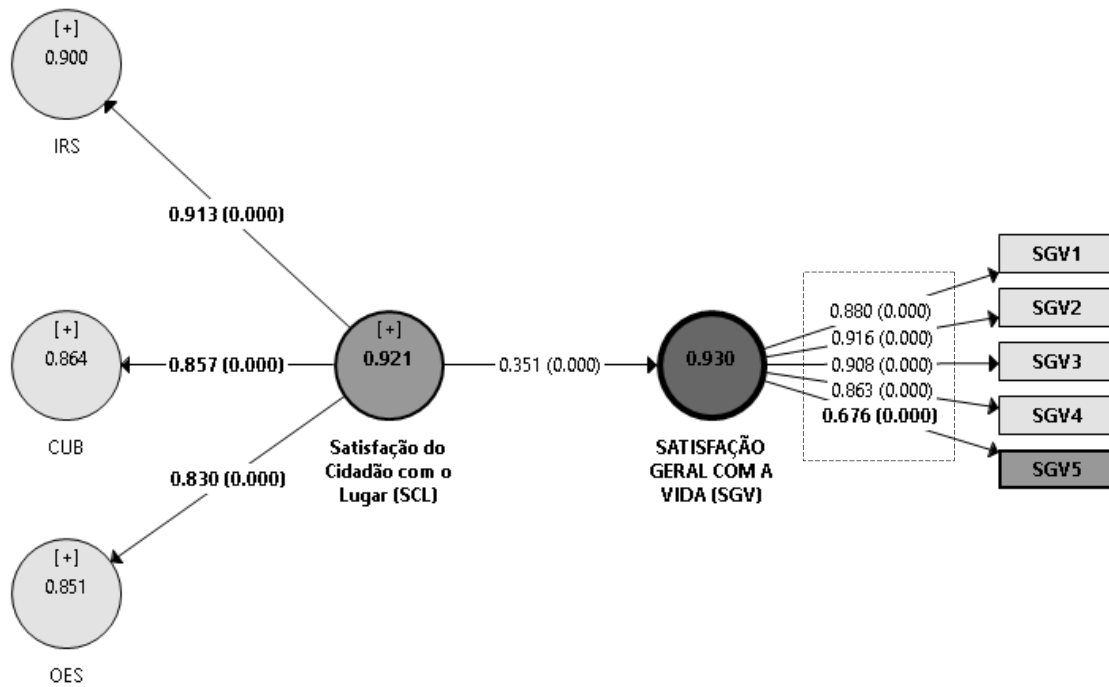 [+]
0.900
IRS
0.913 (0.000)
[+]
0.864
CUB
0.857 (0.000)
[+]
0.851
OES
0.830 (0.000)
[+]
0.921
Satisfação do
Cidadão com o
Lugar (SCL)
0.351 (0.000)
0.930
SATISFAÇÃO
GERAL COM A
VIDA (SGV)
0.880 (0.000)
0.916 (0.000)
0.908 (0.000)
0.863 (0.000)
0.676 (0.000)
SGV1
SGV2
SGV3
SGV4
SGV5